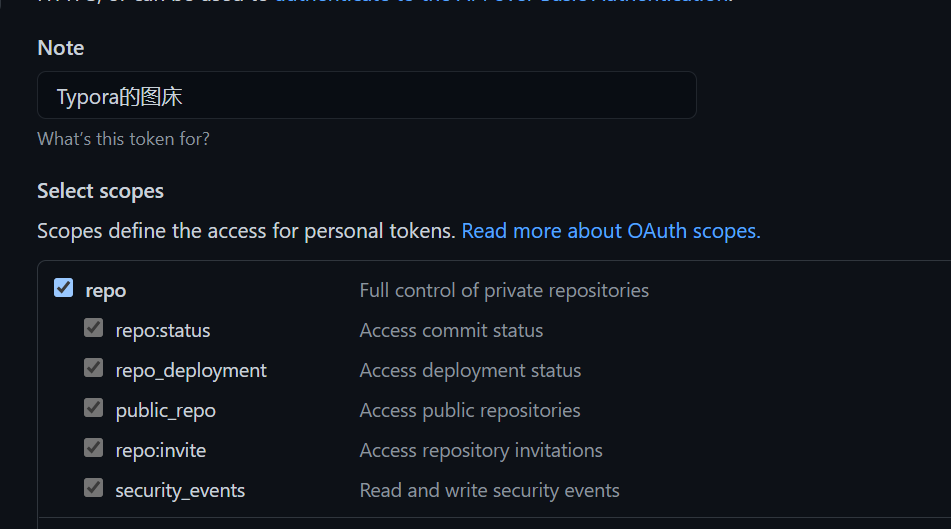 Note
Typora的图床
What's this token for?
Select scopes
Scopes define the access for personal tokens. Read more about OAuth scopes.
repo Full control of private repositories
repo:status Access commit status
repo_deployment Access deployment status
public_repo Access public repositories
repo:invite Access repository invitations
security_events Read and write security events